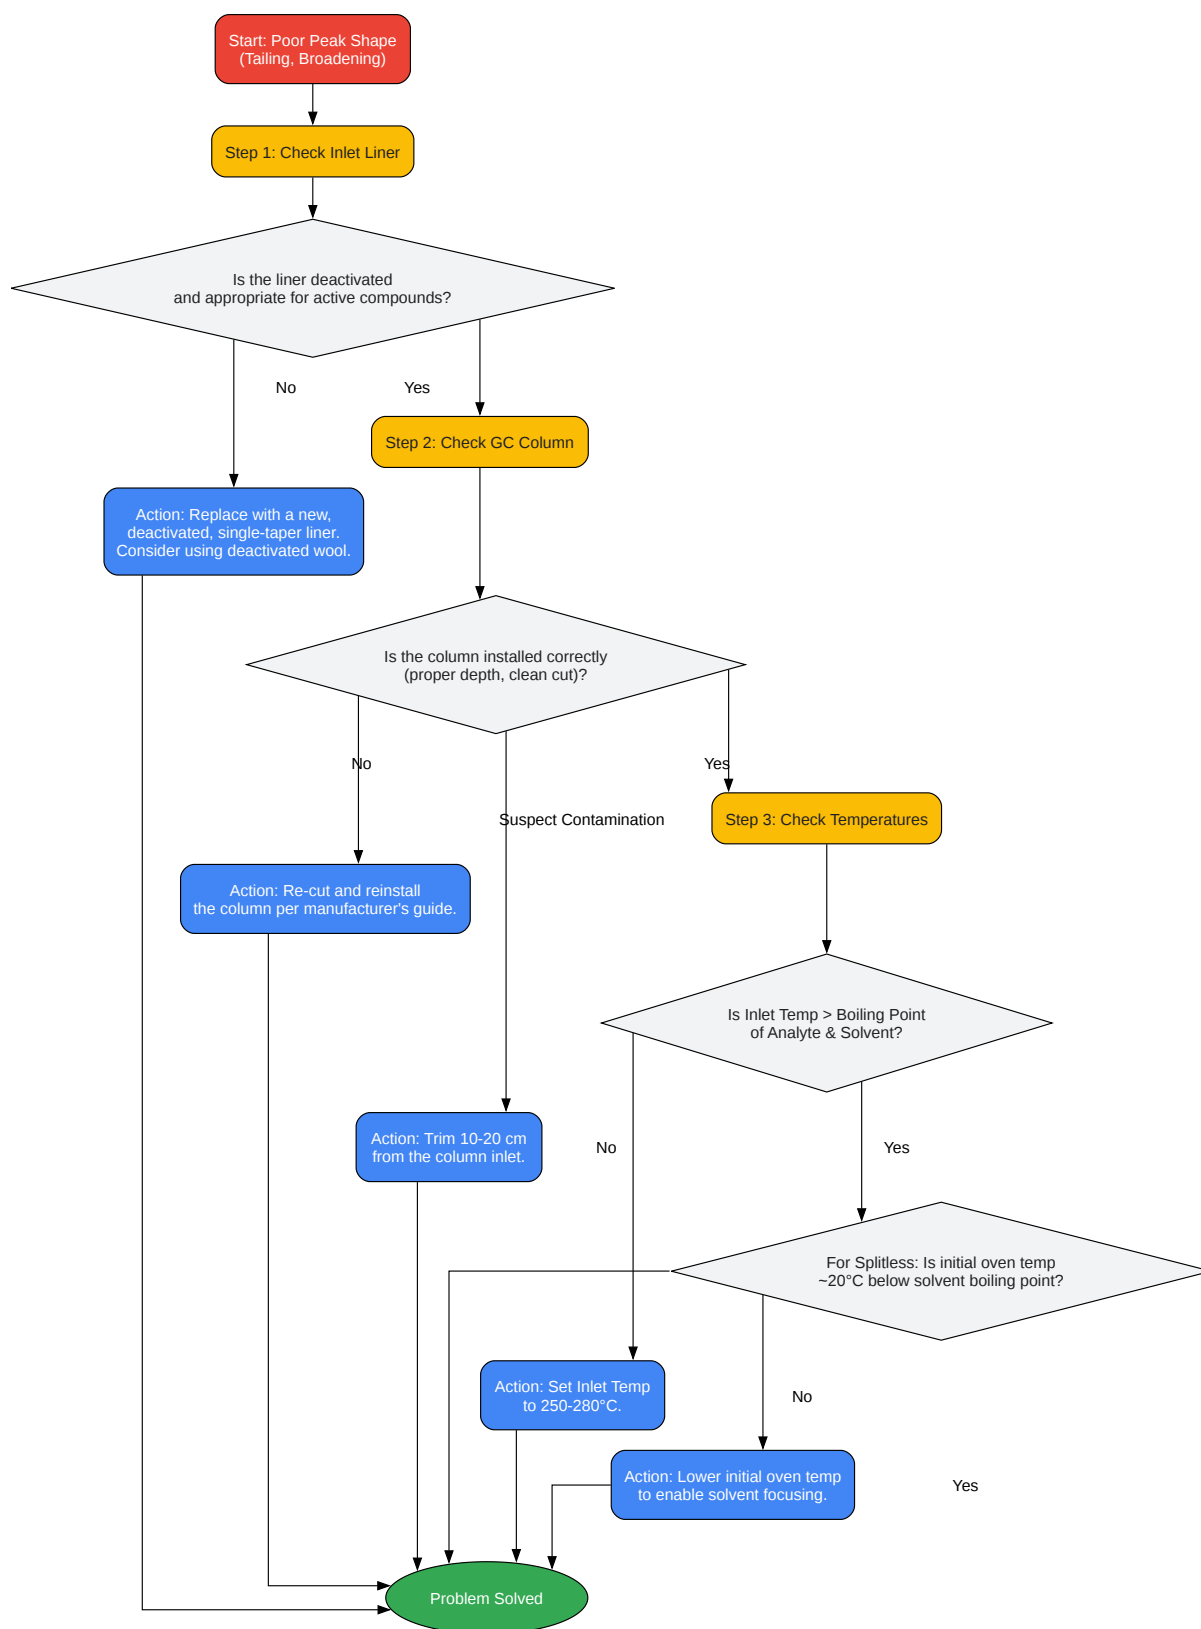 Start: Poor Peak Shape
(Tailing, Broadening)
Step 1: Check Inlet Liner
Is the liner deactivated
and appropriate for active compounds?
No
Yes
Step 2: Check GC Column
Action: Replace with a new,
deactivated, single-taper liner.
Consider using deactivated wool.
Is the column installed correctly
(proper depth, clean cut)?
No
Yes
Suspect Contamination
Step 3: Check Temperatures
Action: Re-cut and reinstall
the column per manufacturer's guide.
Is Inlet Temp > Boiling Point
of Analyte & Solvent?
Action: Trim 10-20 cm
from the column inlet.
No
Yes
For Splitless: Is initial oven temp
~20°C below solvent boiling point?
Action: Set Inlet Temp
to 250-280°C.
No
Action: Lower initial oven temp
to enable solvent focusing.
Yes
Problem Solved